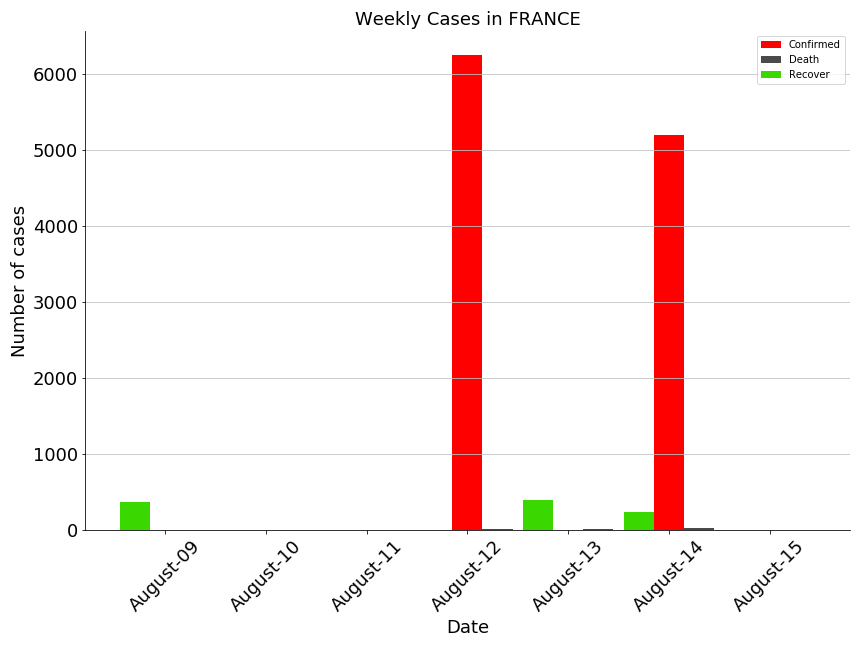 Weekly Cases in FRANCE
Confirmed
Death
Recover
Number of cases
6000
5000
4000
3000
2000
1000
0
August-09
August-10
August-11
August-12
August-13
August-14
August-15
Date